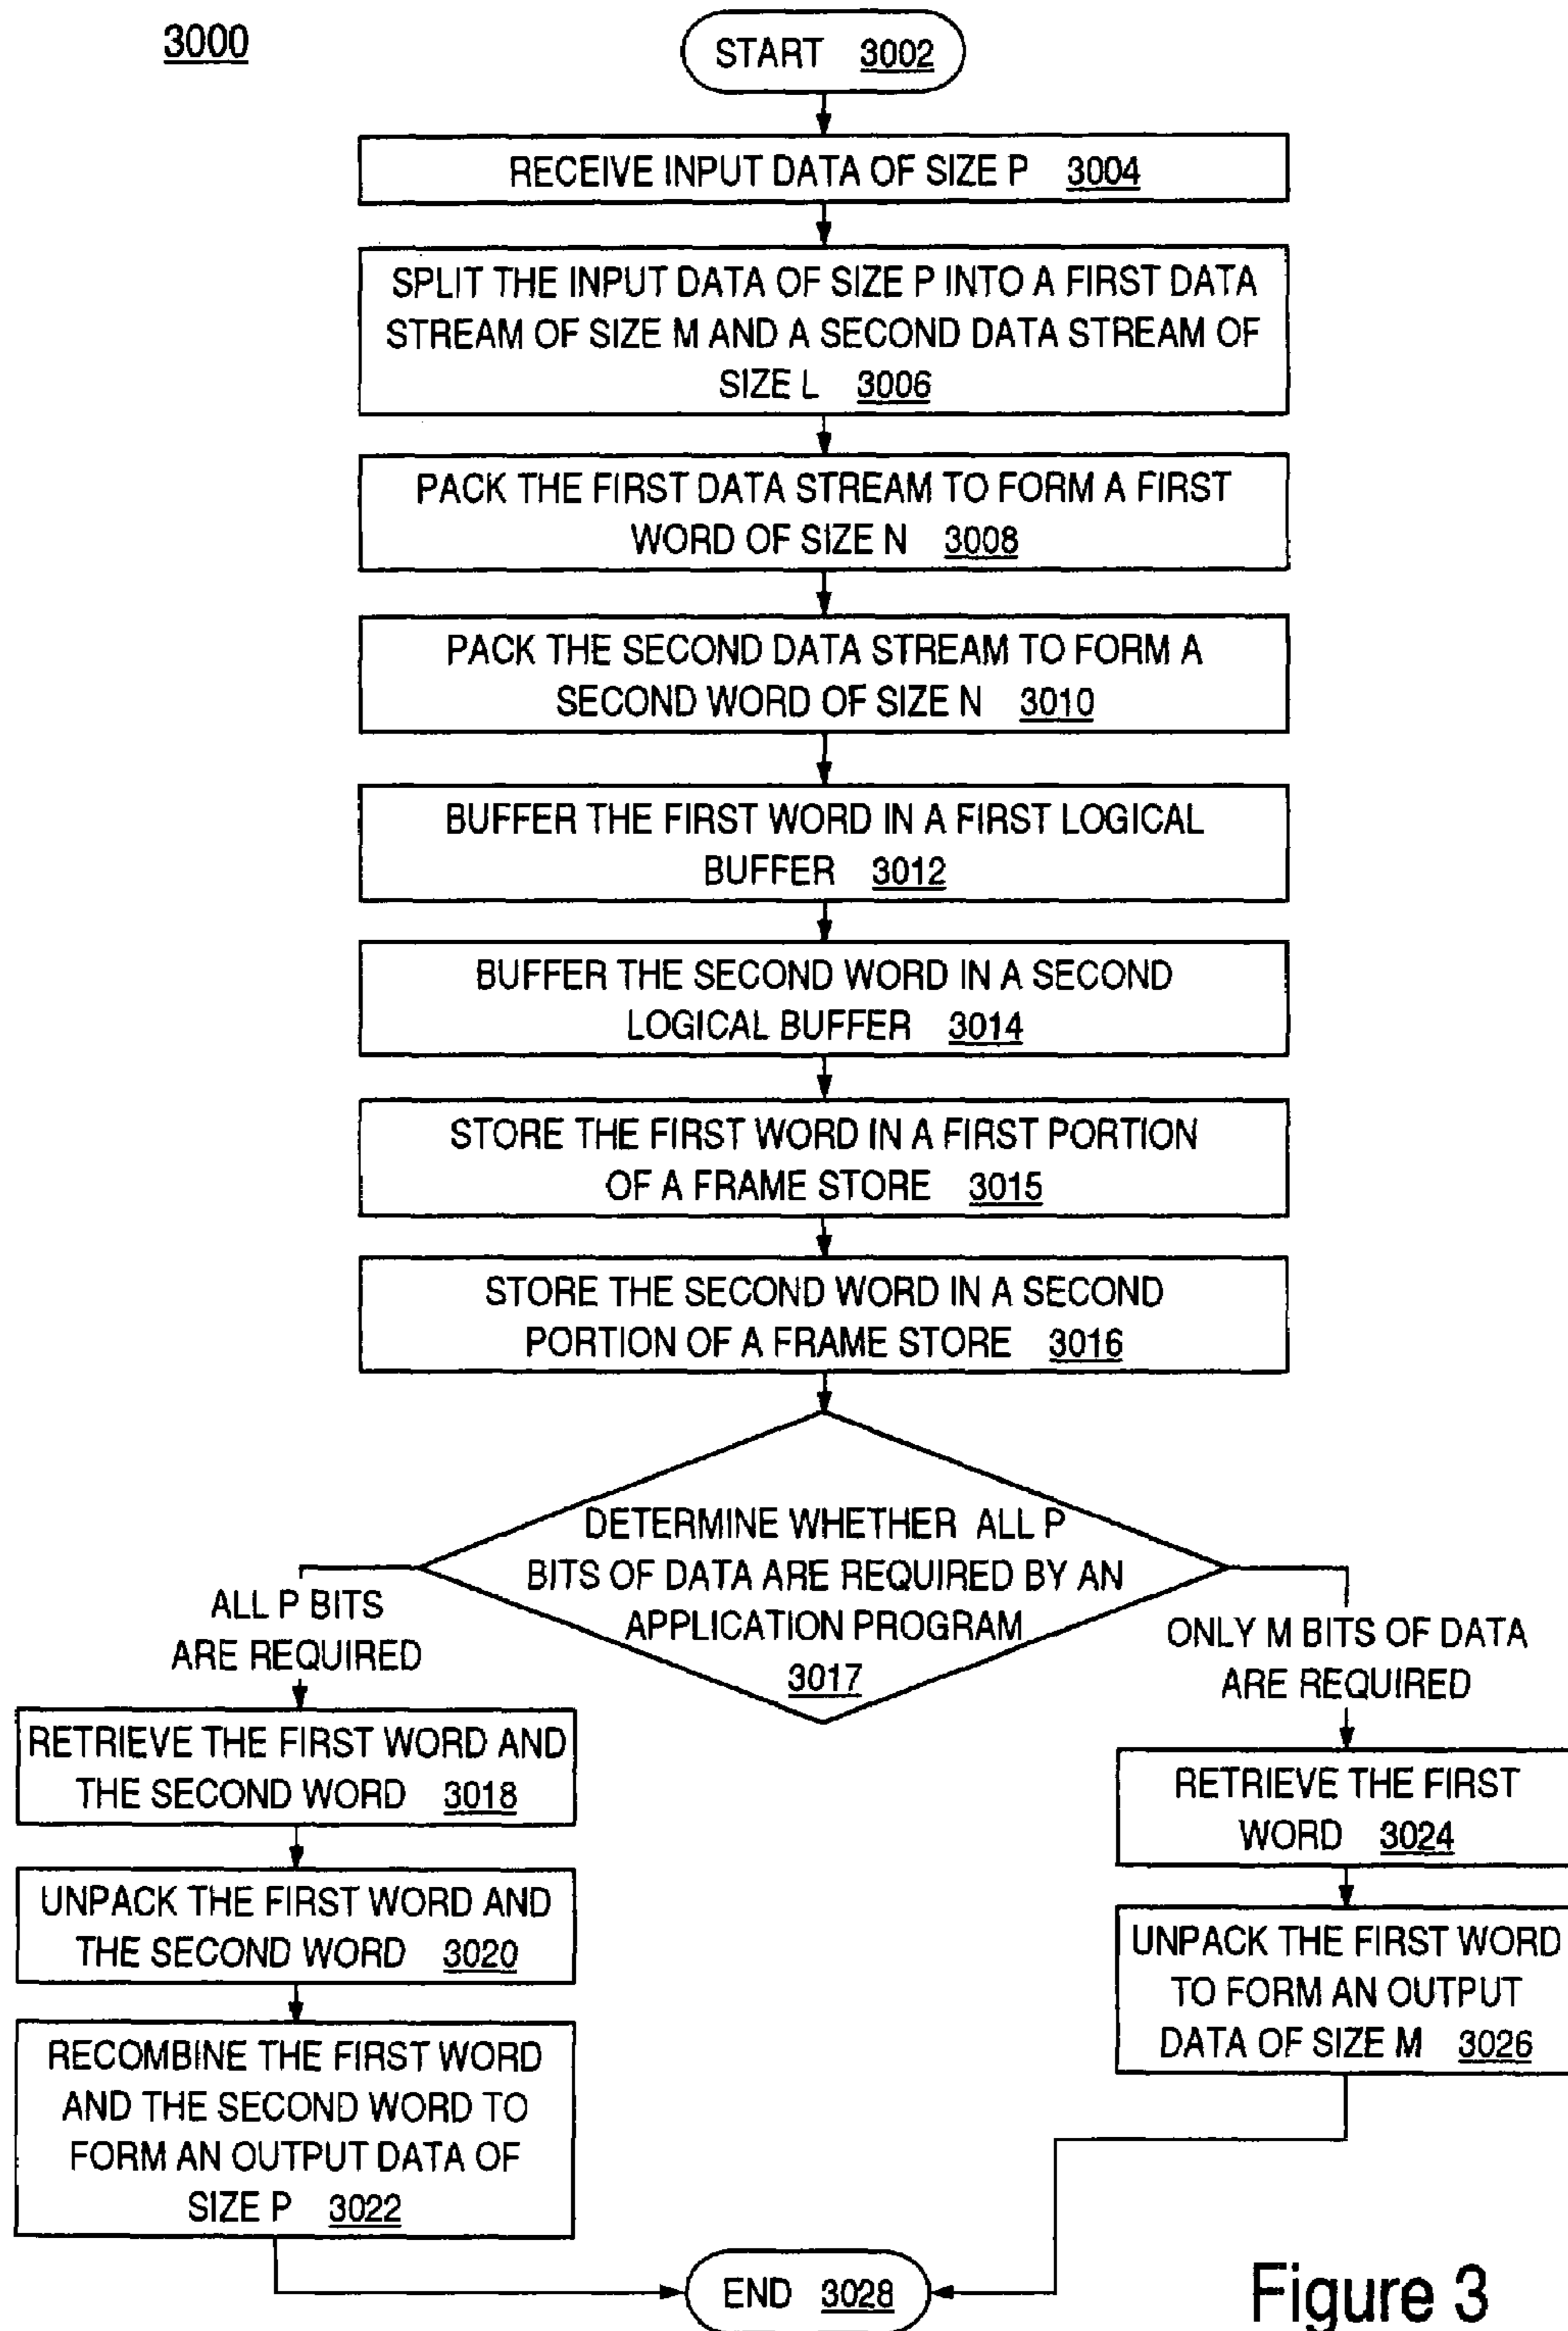 3000
START 3002
RECEIVE INPUT DATA OF SIZE P 3004
SPLIT THE INPUT DATA OF SIZE P INTO A FIRST DATA
STREAM OF SIZE M AND A SECOND DATA STREAM OF
SIZE L 3006
PACK THE FIRST DATA STREAM TO FORM A FIRST
WORD OF SIZE N 3008
PACK THE SECOND DATA STREAM TO FORM A
SECOND WORD OF SIZE N 3010
BUFFER THE FIRST WORD IN A FIRST LOGICAL
BUFFER 3012
BUFFER THE SECOND WORD IN A SECOND
LOGICAL BUFFER 3014
STORE THE FIRST WORD IN A FIRST PORTION
OF A FRAME STORE 3015
STORE THE SECOND WORD IN A SECOND
PORTION OF A FRAME STORE 3016
DETERMINE WHETHER ALL P
BITS OF DATA ARE REQUIRED BY AN
APPLICATION PROGRAM
3017
ALL P BITS
ARE REQUIRED
RETRIEVE THE FIRST WORD AND
THE SECOND WORD 3018
UNPACK THE FIRST WORD AND
THE SECOND WORD 3020
RECOMBINE THE FIRST WORD
AND THE SECOND WORD TO
FORM AN OUTPUT DATA OF
SIZE P 3022
ONLY M BITS OF DATA
ARE REQUIRED
RETRIEVE THE FIRST
WORD 3024
UNPACK THE FIRST WORD
TO FORM AN OUTPUT
DATA OF SIZE M 3026
END 3028
Figure 3